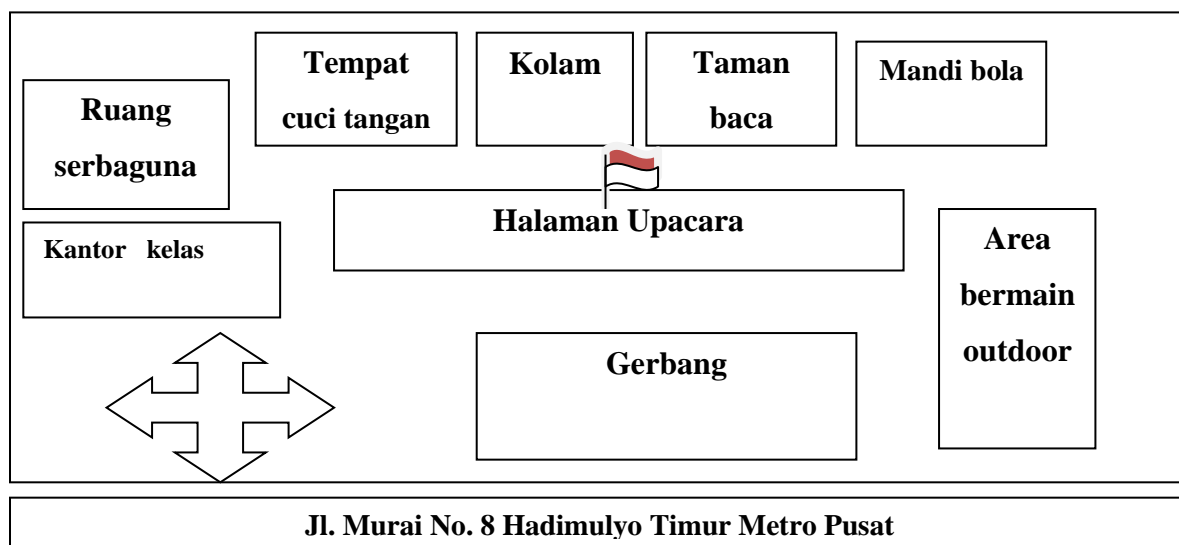 Tempat
cuci tangan
Kolam
Taman
baca
Mandi bola
Ruang
serbaguna
Halaman Upacara
Kantor kelas
Area
bermain
outdoor
Gerbang
Jl. Murai No. 8 Hadimulyo Timur Metro Pusat